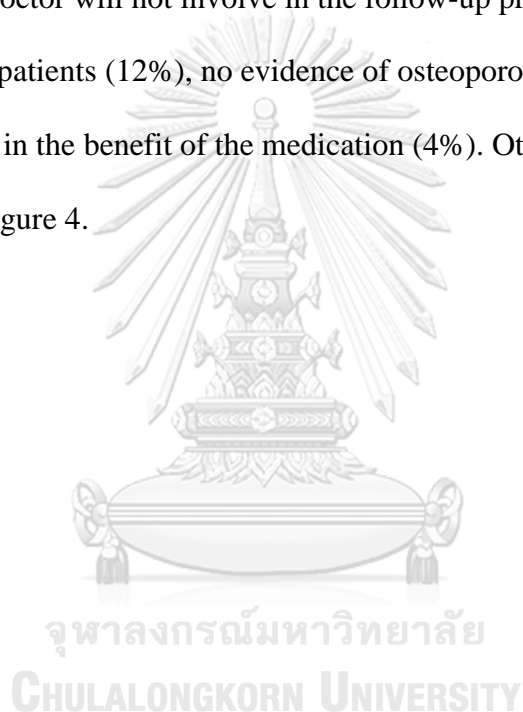 octor will not involve in the follow-up pr
patients (12%), no evidence of osteoporo
in the benefit of the medication (4%). Ot
gure 4.
จุฬาลงกรณ์มหาวิทยาลัย
CHULALONGKORN UNIVERSITY